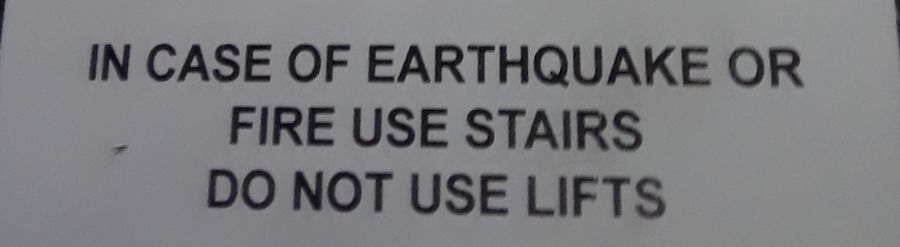 IN CASE OF EARTHQUAKE OR
FIRE USE STAIRS
DO NOT USE LIFTS